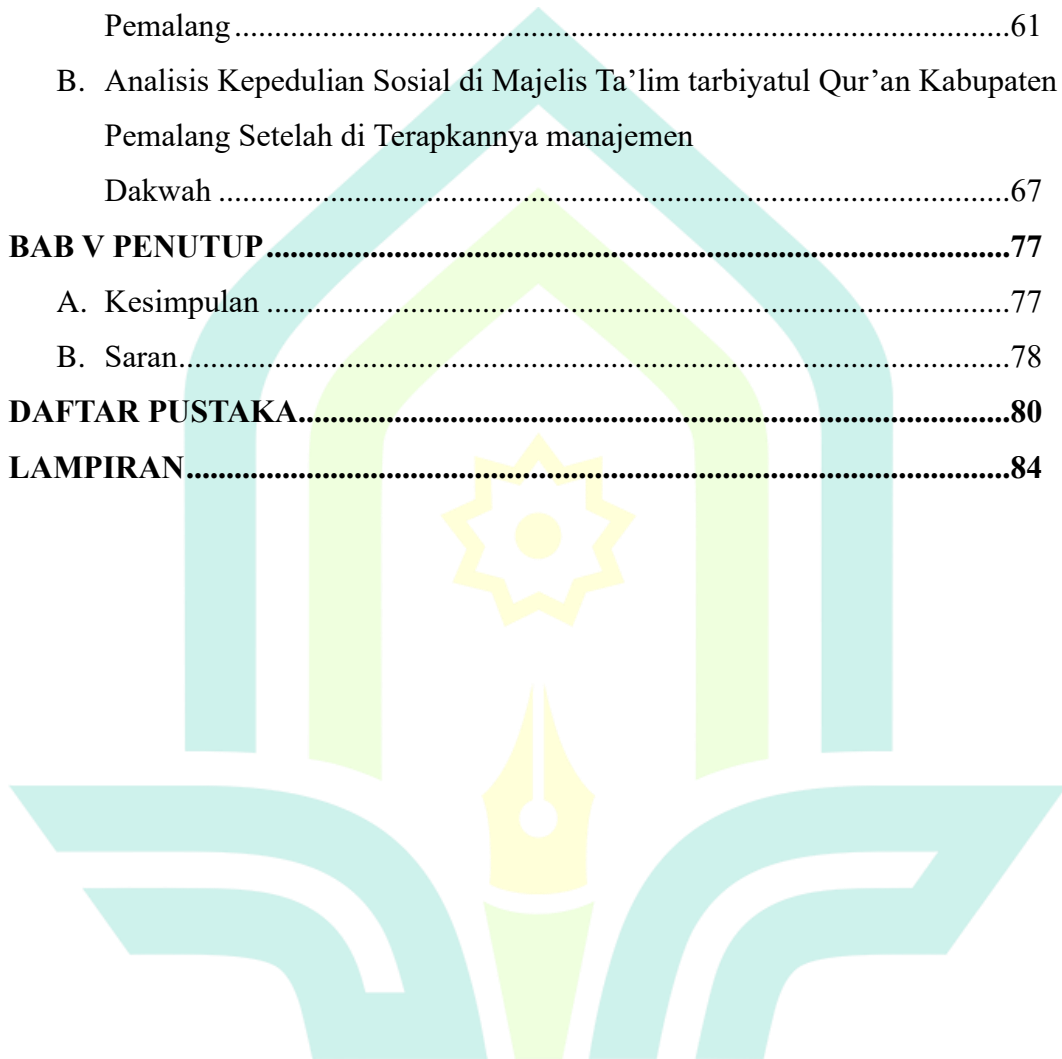 Pemalang....................................................................................................61
B. Analisis Kepedulian Sosial di Majelis Ta’lim tarbiyatul Qur’an Kabupaten
Pemalang Setelah di Terapkannya manajemen
Dakwah ......................................................................................................67
BAB V PENUTUP...............................................................................................77
A. Kesimpulan ...............................................................................................77
B. Saran..........................................................................................................78
DAFTAR PUSTAKA...........................................................................................80
LAMPIRAN.........................................................................................................84